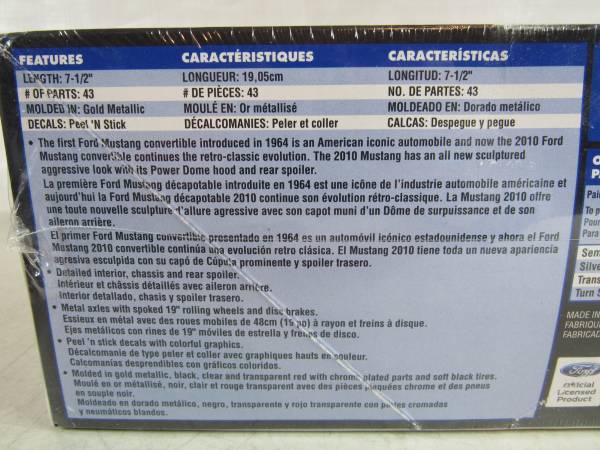 FEATURES CARACTÉRISTIQUES CARACTERÍSTICAS
LENGTH: 7-1/2" LONGUEUR: 19,05cm LONGITUD: 7-1/2"
# OF PARTS: 43 # DE PIÈCES: 43 NO. DE PARTES: 43
MOLDED IN: Gold Metallic MOULÉ EN: Or métallisé MOLDEADO EN: Dorado metálico
DECALS: Peel 'N Stick DÉCALCOMANIES: Peler et coller CALCAS: Despegue y pegue
• The first Ford Mustang convertible introduced in 1964 is an American iconic automobile and now the 2010 Ford
Mustang convertible continues the retro-classic evolution. The 2010 Mustang has an all new sculptured
aggressive look with its Power Dome hood and rear spoiler.
La première Ford Mustang décapotable introduite en 1964 est une icône de l'industrie automobile américaine et
aujourd'hui la Ford Mustang décapotable 2010 continue son évolution rétro-classique. La Mustang 2010 offre
une toute nouvelle sculpture d'allure agressive avec son capot muni d'un Dôme de surpuissance et de son
aileron arrière.
El primer Ford Mustang convertible presentado en 1964 es un automóvil icónico estadounidense y ahora el Ford
Mustang 2010 convertible continúa una evolución retro clásica. El Mustang 2010 tiene toda un nueva apariencia
agresiva esculpida con su capó de Cúpula prominente y spoiler trasero.
• Detailed interior, chassis and rear spoiler.
Intérieur et châssis détaillés avec aileron arrière.
Interior detallado, chasis y spoiler trasero.
• Metal axles with spoked 19" rolling wheels and disc brakes.
Essieux en métal avec des roues mobiles de 48cm (19 po) à rayon et freins à disque.
Ejes metálicos con rines de 19" móviles de estrella y frenos de disco.
• Peel 'n stick decals with colorful graphics.
Décalcomanie de type peler et coller avec graphiques hauts en couleur.
Calcomanías desprendibles con gráficos coloridos.
• Molded in gold metallic, black, clear and transparent red with chrome plated parts and soft black tires.
Moulé en or métallisé, noir, clair et rouge transparent avec des pièces plaquées chrome et des pneus
en souple noir.
Moldeado en dorado metálico, negro, transparente y rojo transparente con partes cromadas
y neumáticos blandos.
Pain
To p
Pour
Para
Sem
Silve
Trans
Turn S
MADE IN
FABRIQU
FABRICAD
Ford
Official
Licensed
Product